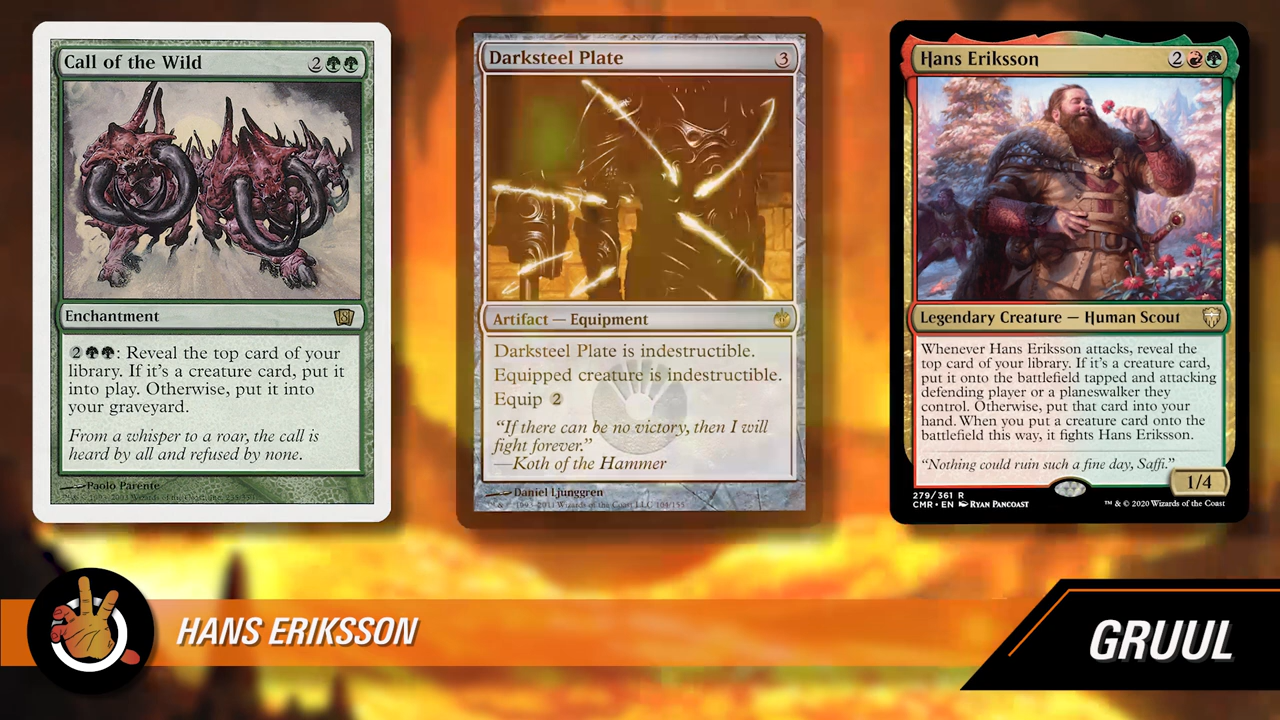 Call of the Wild 2
Enchantment
2: Reveal the top card of your
library. If it's a creature card, put it
into play. Otherwise, put it into
your graveyard.
From a whisper to a roar, the call is
heard by all and refused by none.
Paolo Parente
Darksteel Plate 3
Artifact — Equipment
Darksteel Plate is indestructible.
Equipped creature is indestructible.
Equip 2
"If there can be no victory, then I will
fight forever."
—Koth of the Hammer
Daniel Ljunggren
Hans Eriksson 2
Legendary Creature — Human Scout
Whenever Hans Eriksson attacks, reveal the
top card of your library. If it's a creature card,
put it onto the battlefield tapped and attacking
defending player or a planeswalker they
control. Otherwise, put that card into your
hand. When you put a creature card onto the
battlefield this way, it fights Hans Eriksson.
"Nothing could ruin such a fine day, Saffi."
1/4
279/361 R
CMR • EN Ryan Pancoast
™ & © 2020 Wizards of the Coast
HANS ERIKSSON
GRUUL